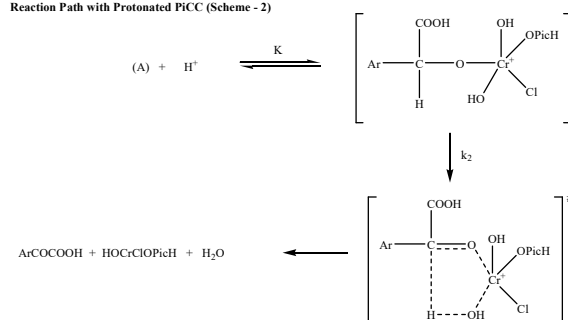 Reaction Path with Protonated PiCC (Scheme - 2)
(A) + H+
K
COOH
OH
OPicH
Ar
C
O
Cr+
H
HO
Cl
k2
COOH
Ar
C
O
OH
OPicH
Cr+
Cl
H
OH
ArCOCOOH + HOCrClOPicH + H2O